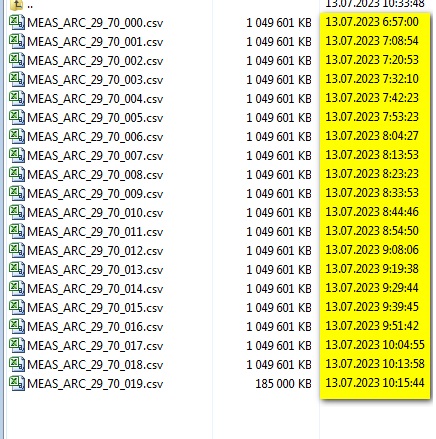 .. 13.07.2023 10:33:48
MEAS_ARC_29_70_000.csv 1 049 601 KB 13.07.2023 6:57:00
MEAS_ARC_29_70_001.csv 1 049 601 KB 13.07.2023 7:08:54
MEAS_ARC_29_70_002.csv 1 049 601 KB 13.07.2023 7:20:53
MEAS_ARC_29_70_003.csv 1 049 601 KB 13.07.2023 7:32:10
MEAS_ARC_29_70_004.csv 1 049 601 KB 13.07.2023 7:42:23
MEAS_ARC_29_70_005.csv 1 049 601 KB 13.07.2023 7:53:23
MEAS_ARC_29_70_006.csv 1 049 601 KB 13.07.2023 8:04:27
MEAS_ARC_29_70_007.csv 1 049 601 KB 13.07.2023 8:13:53
MEAS_ARC_29_70_008.csv 1 049 601 KB 13.07.2023 8:23:23
MEAS_ARC_29_70_009.csv 1 049 601 KB 13.07.2023 8:33:53
MEAS_ARC_29_70_010.csv 1 049 601 KB 13.07.2023 8:44:46
MEAS_ARC_29_70_011.csv 1 049 601 KB 13.07.2023 8:54:50
MEAS_ARC_29_70_012.csv 1 049 601 KB 13.07.2023 9:08:06
MEAS_ARC_29_70_013.csv 1 049 601 KB 13.07.2023 9:19:38
MEAS_ARC_29_70_014.csv 1 049 601 KB 13.07.2023 9:29:44
MEAS_ARC_29_70_015.csv 1 049 601 KB 13.07.2023 9:39:45
MEAS_ARC_29_70_016.csv 1 049 601 KB 13.07.2023 9:51:42
MEAS_ARC_29_70_017.csv 1 049 601 KB 13.07.2023 10:04:55
MEAS_ARC_29_70_018.csv 1 049 601 KB 13.07.2023 10:13:58
MEAS_ARC_29_70_019.csv 185 000 KB 13.07.2023 10:15:44